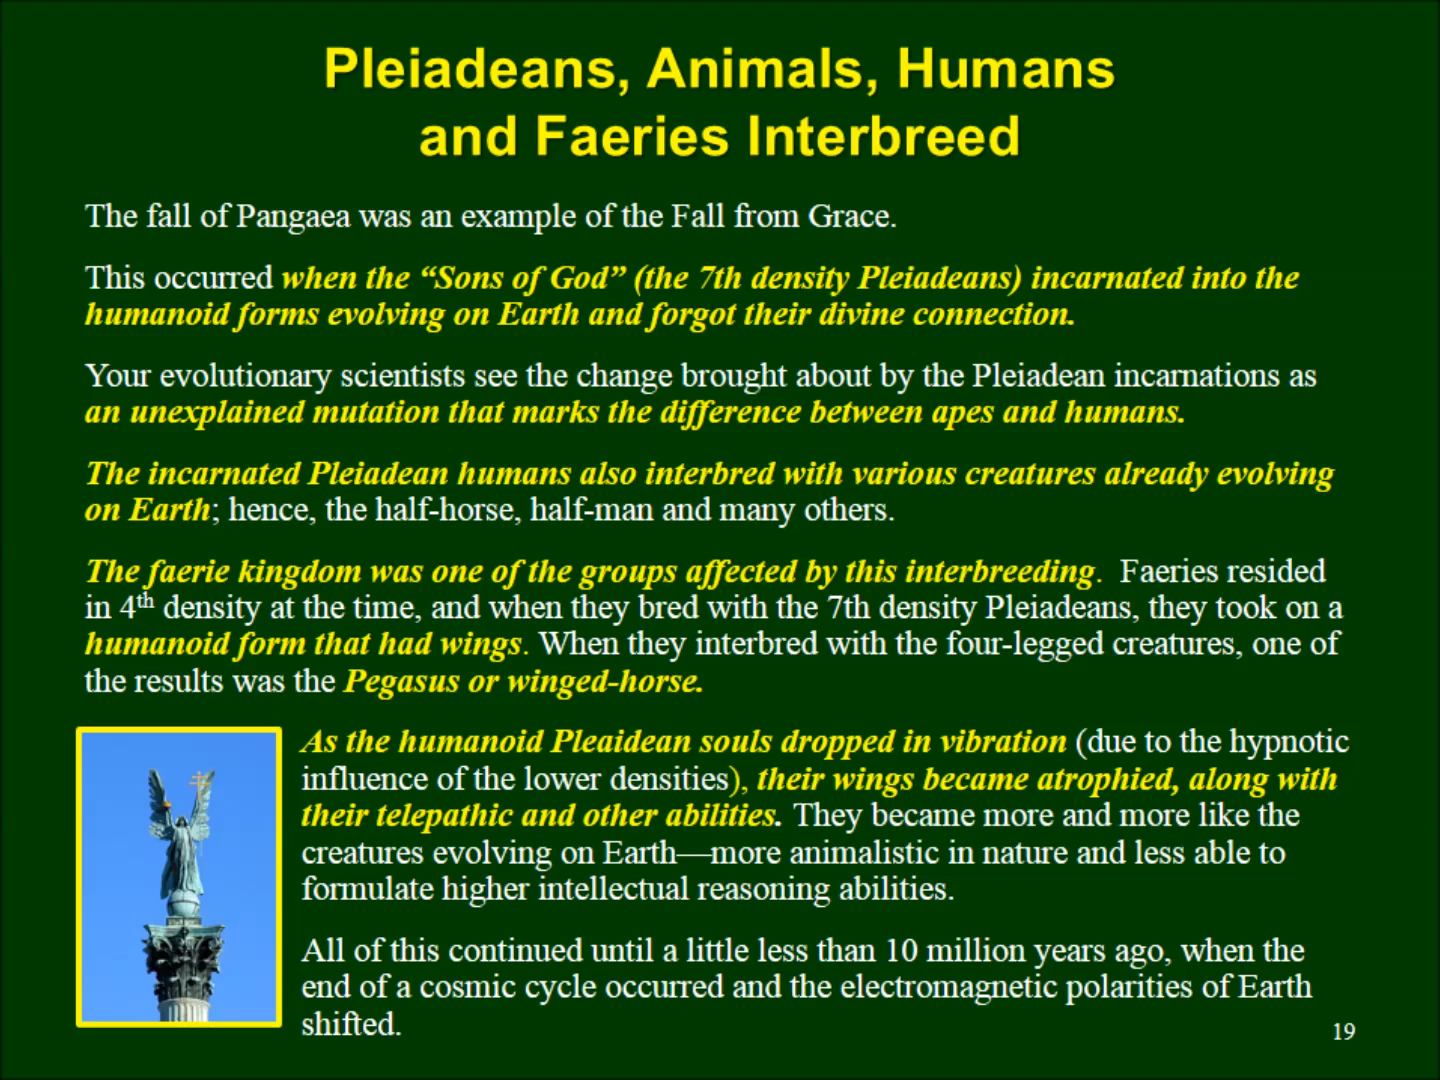 Pleiadeans, Animals, Humans
and Faeries Interbreed
The fall of Pangaea was an example of the Fall from Grace.
This occurred when the “Sons of God” (the 7th density Pleiadeans) incarnated into the
humanoid forms evolving on Earth and forgot their divine connection.
Your evolutionary scientists see the change brought about by the Pleiadean incarnations as
an unexplained mutation that marks the difference between apes and humans.
The incarnated Pleiadean humans also interbred with various creatures already evolving
on Earth; hence, the half-horse, half-man and many others.
The faerie kingdom was one of the groups affected by this interbreeding. Faeries resided
in 4th density at the time, and when they bred with the 7th density Pleiadeans, they took on a
humanoid form that had wings. When they interbred with the four-legged creatures, one of
the results was the Pegasus or winged-horse.
As the humanoid Pleaidean souls dropped in vibration (due to the hypnotic
influence of the lower densities), their wings became atrophied, along with
their telepathic and other abilities. They became more and more like the
creatures evolving on Earth—more animalistic in nature and less able to
formulate higher intellectual reasoning abilities.
All of this continued until a little less than 10 million years ago, when the
end of a cosmic cycle occurred and the electromagnetic polarities of Earth
shifted.
19